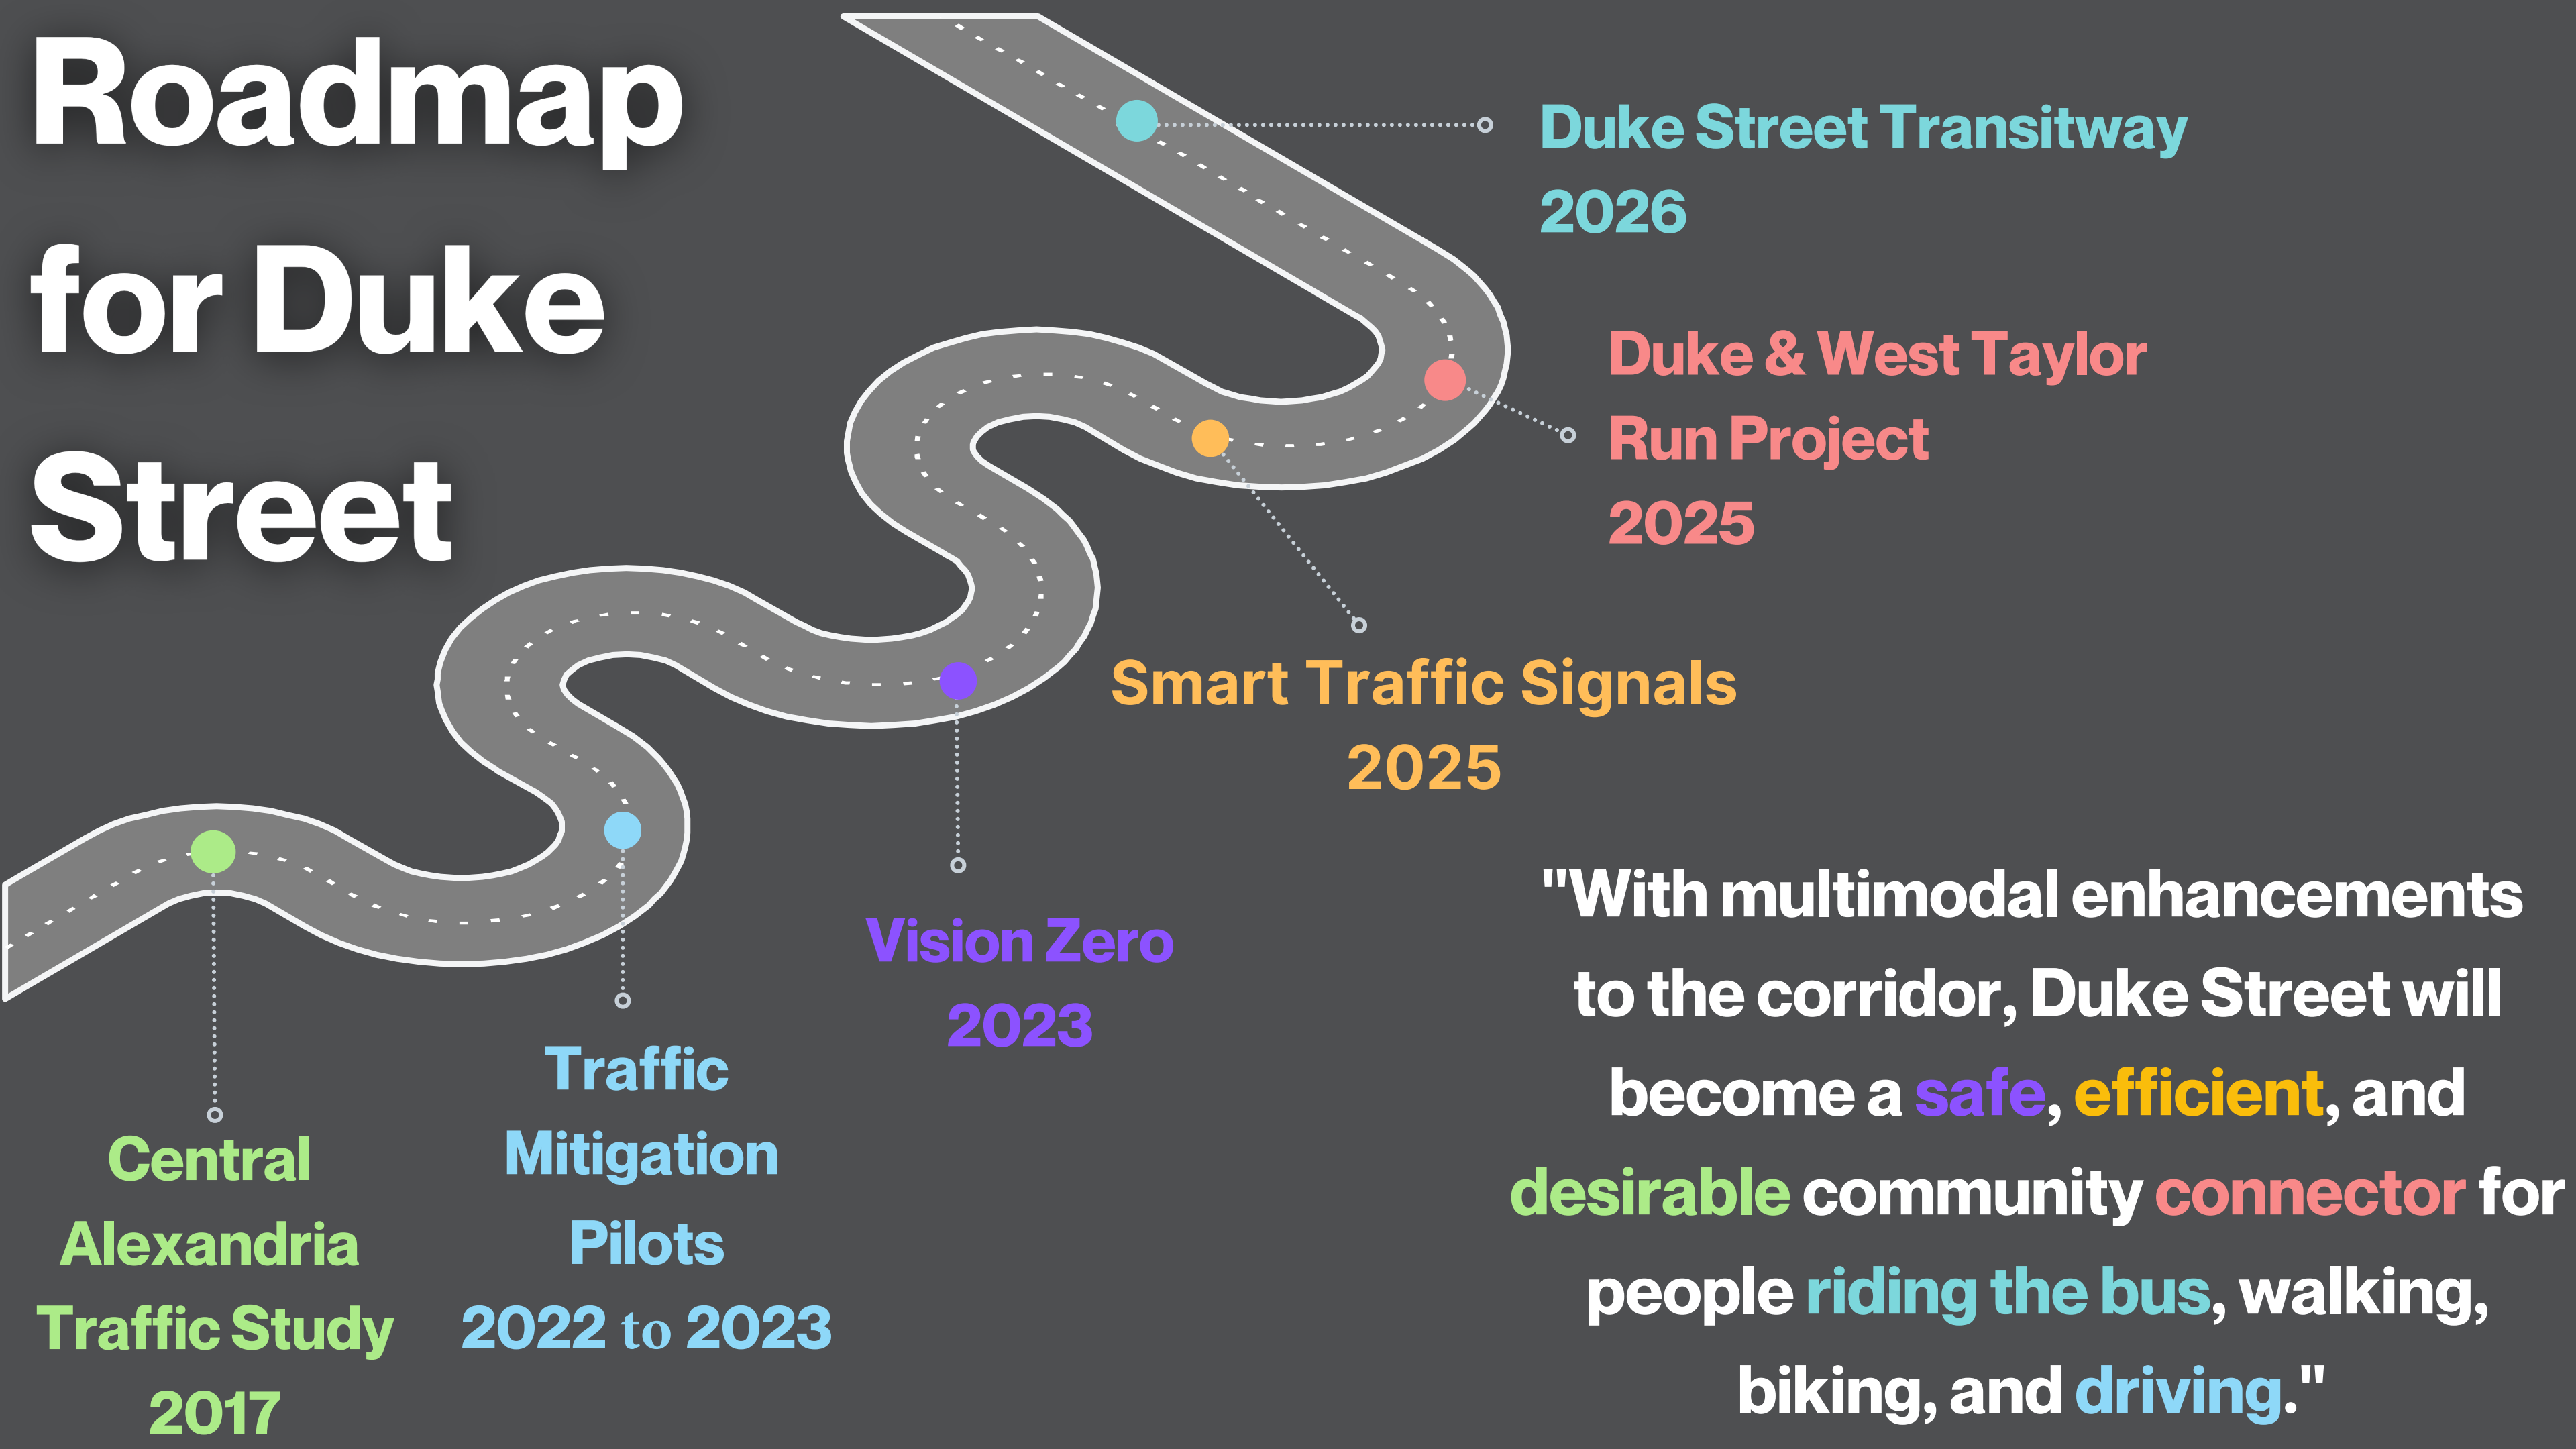 Roadmap
for Duke
Street
Duke Street Transitway
2026
Duke & West Taylor
Run Project
2025
Smart Traffic Signals
2025
Vision Zero
2023
Traffic
Mitigation
Pilots
2022 to 2023
Central
Alexandria
Traffic Study
2017
"With multimodal enhancements
to the corridor, Duke Street will
become a safe, efficient, and
desirable community connector for
people riding the bus, walking,
biking, and driving."